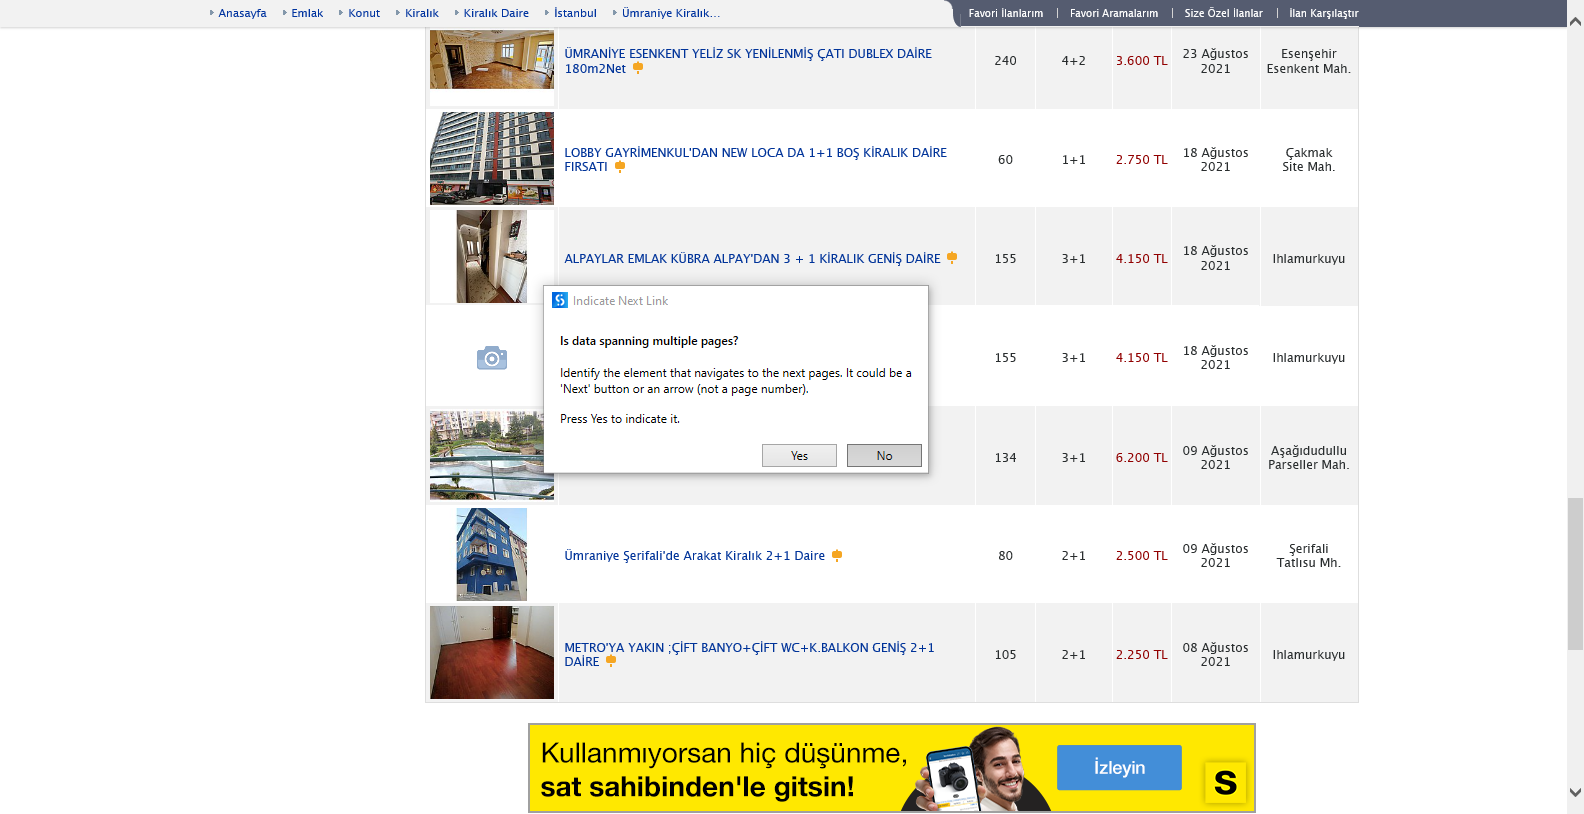 Anasayfa Emlak Konut Kiralık Kiralık Daire İstanbul Ümraniye Kiralık...
Favori İlanlarım | Favori Aramalarım | Size Özel İlanlar | İlan Karşılaştır
ÜMRANİYE ESENKENT YELİZ SK YENİLENMİŞ ÇATI DUBLEX DAİRE
180m2Net
240 4+2 3.600 TL
23 Ağustos
2021
Esenşehir
Esenkent Mah.
LOBBY GAYRİMENKUL'DAN NEW LOCA DA 1+1 BOŞ KİRALIK DAİRE
FIRSATI
60 1+1 2.750 TL
18 Ağustos
2021
Çakmak
Site Mah.
ALPAYLAR EMLAK KÜBRA ALPAY'DAN 3 + 1 KİRALIK GENİŞ DAİRE
155 3+1 4.150 TL
18 Ağustos
2021
Ihlamurkuyu
Indicate Next Link
Is data spanning multiple pages?
Identify the element that navigates to the next pages. It could be a
'Next' button or an arrow (not a page number).
Press Yes to indicate it.
Yes No
155 3+1 4.150 TL
18 Ağustos
2021
Ihlamurkuyu
134 3+1 6.200 TL
09 Ağustos
2021
Aşağıdudullu
Parseller Mah.
Ümraniye Şerifali'de Arakat Kiralık 2+1 Daire
80 2+1 2.500 TL
09 Ağustos
2021
Şerifali
Tatlısu Mh.
METRO'YA YAKIN ;ÇİFT BANYO+ÇİFT WC+K.BALKON GENİŞ 2+1
DAİRE
105 2+1 2.250 TL
08 Ağustos
2021
Ihlamurkuyu
Kullanmıyorsan hiç düşünme,
sat sahibinden'le gitsin!
İzleyin
S